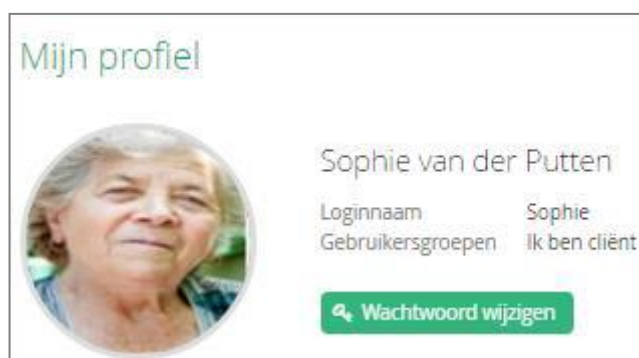 Mijn profiel
Sophie van der Putten
Loginnaam Sophie
Gebruikersgroepen Ik ben cliënt
Wachtwoord wijzigen